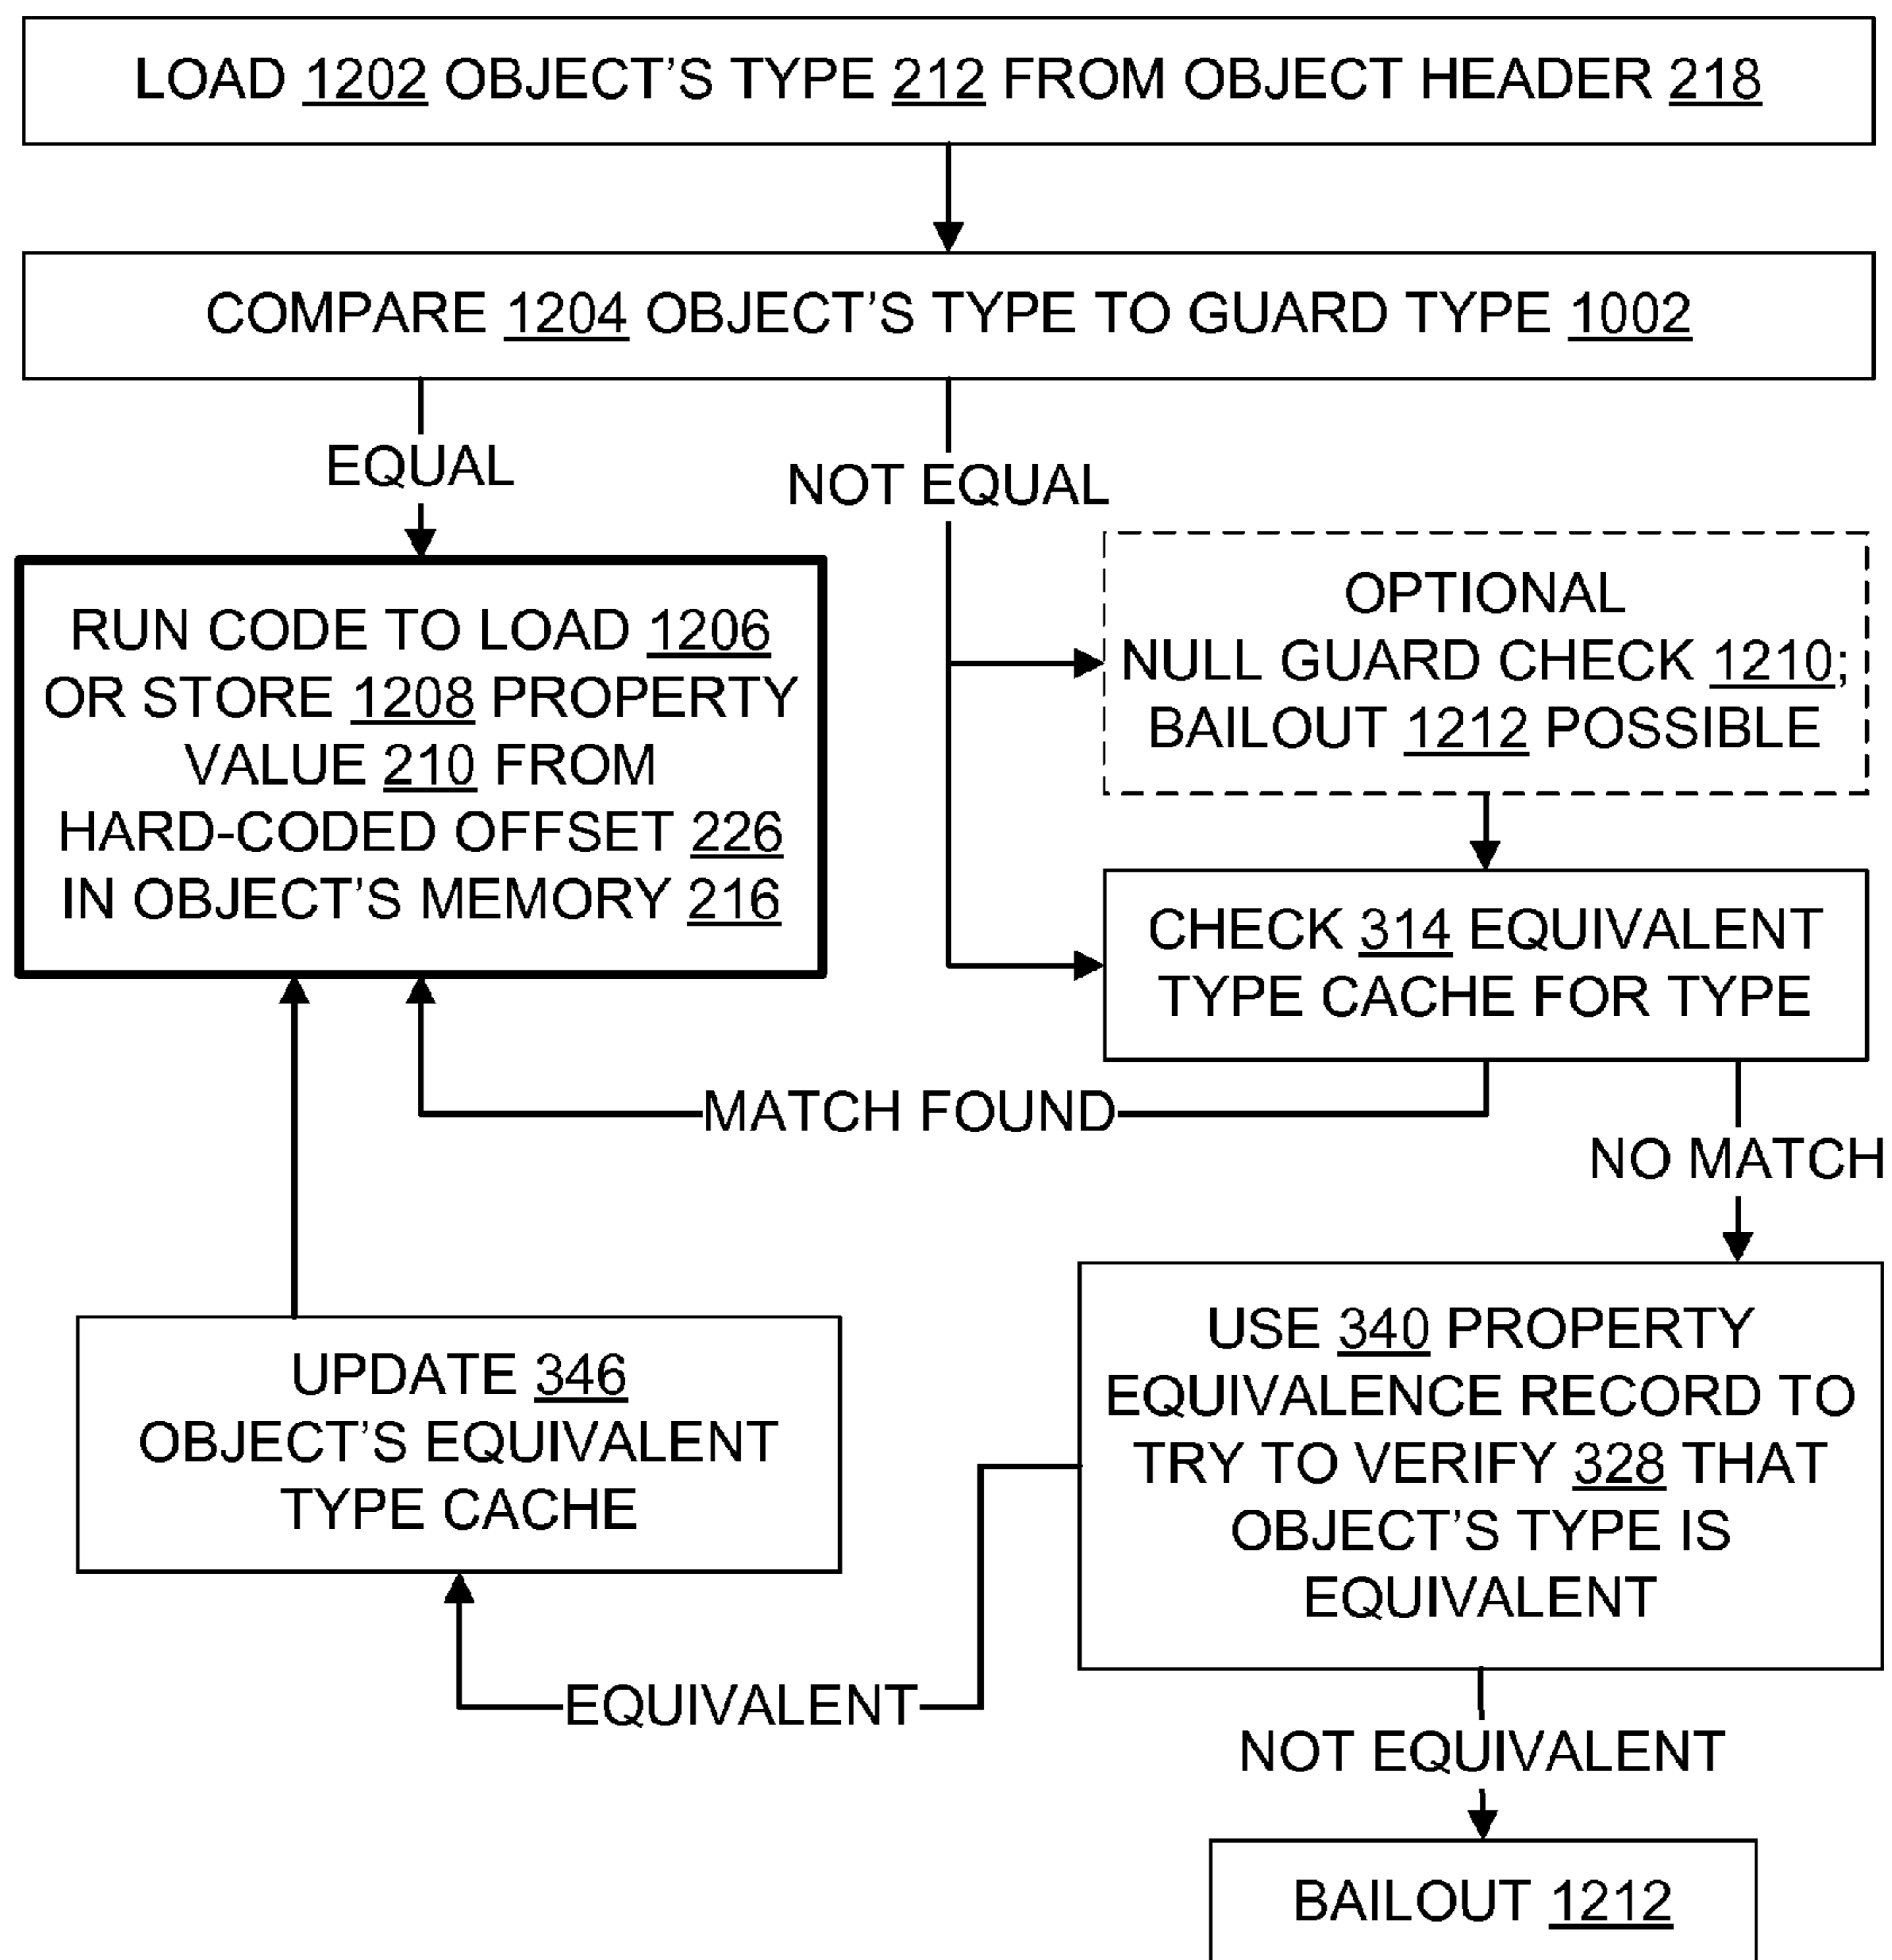 LOAD 1202 OBJECT'S TYPE 212 FROM OBJECT HEADER 218
COMPARE 1204 OBJECT'S TYPE TO GUARD TYPE 1002
EQUAL
NOT EQUAL
RUN CODE TO LOAD 1206
OR STORE 1208 PROPERTY
VALUE 210 FROM
HARD-CODED OFFSET 226
IN OBJECT'S MEMORY 216
OPTIONAL
NULL GUARD CHECK 1210;
BAILOUT 1212 POSSIBLE
CHECK 314 EQUIVALENT
TYPE CACHE FOR TYPE
MATCH FOUND
NO MATCH
USE 340 PROPERTY
EQUIVALENCE RECORD TO
TRY TO VERIFY 328 THAT
OBJECT'S TYPE IS
EQUIVALENT
UPDATE 346
OBJECT'S EQUIVALENT
TYPE CACHE
EQUIVALENT
NOT EQUIVALENT
BAILOUT 1212